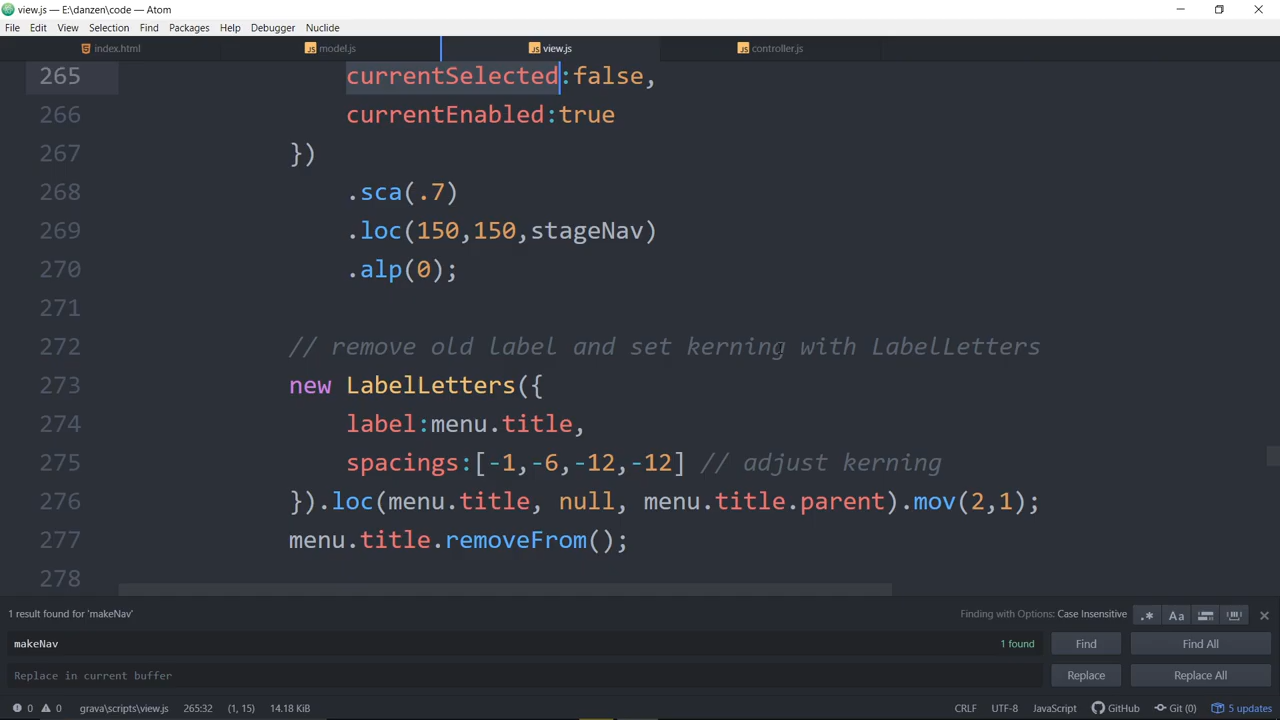 view.js — E:\danzen\code — Atom
File Edit View Selection Find Packages Help Debugger Nuclide
index.html model.js view.js controller.js
265 currentSelected:false,
266 currentEnabled:true
267 })
268 .sca(.7)
269 .loc(150,150,stageNav)
270 .alp(0);
271
272 // remove old label and set kerning with LabelLetters
273 new LabelLetters({
274 label:menu.title,
275 spacings:[-1,-6,-12,-12] // adjust kerning
276 }).loc(menu.title, null, menu.title.parent).mov(2,1);
277 menu.title.removeFrom();
278
1 result found for 'makeNav' Finding with Options: Case Insensitive .* Aa
makeNav 1 found Find Find All
Replace in current buffer Replace Replace All
0 0 grava\scripts\view.js 265:32 (1, 15) 14.18 KiB CRLF UTF-8 JavaScript GitHub Git (0) 5 updates